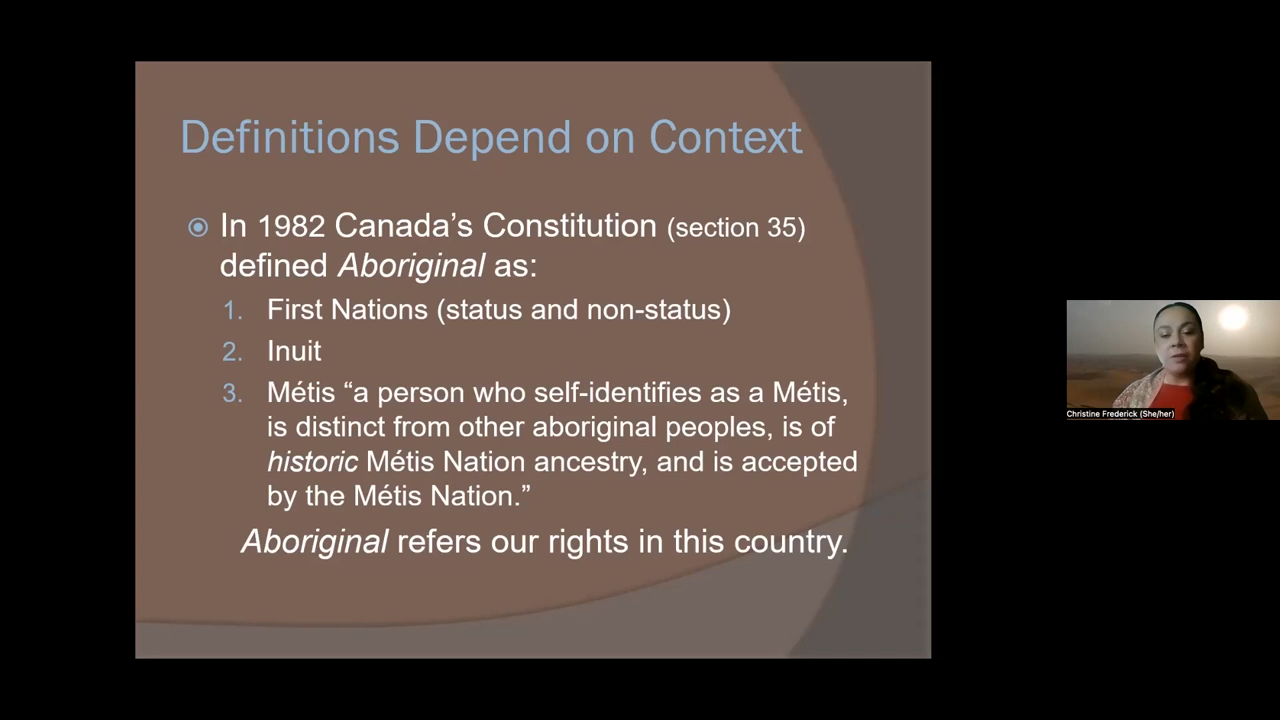 Definitions Depend on Context
In 1982 Canada’s Constitution (section 35)
defined Aboriginal as:
1. First Nations (status and non-status)
2. Inuit
3. Métis “a person who self-identifies as a Métis,
is distinct from other aboriginal peoples, is of
historic Métis Nation ancestry, and is accepted
by the Métis Nation.”
Aboriginal refers our rights in this country.
Christine Frederick (She/her)